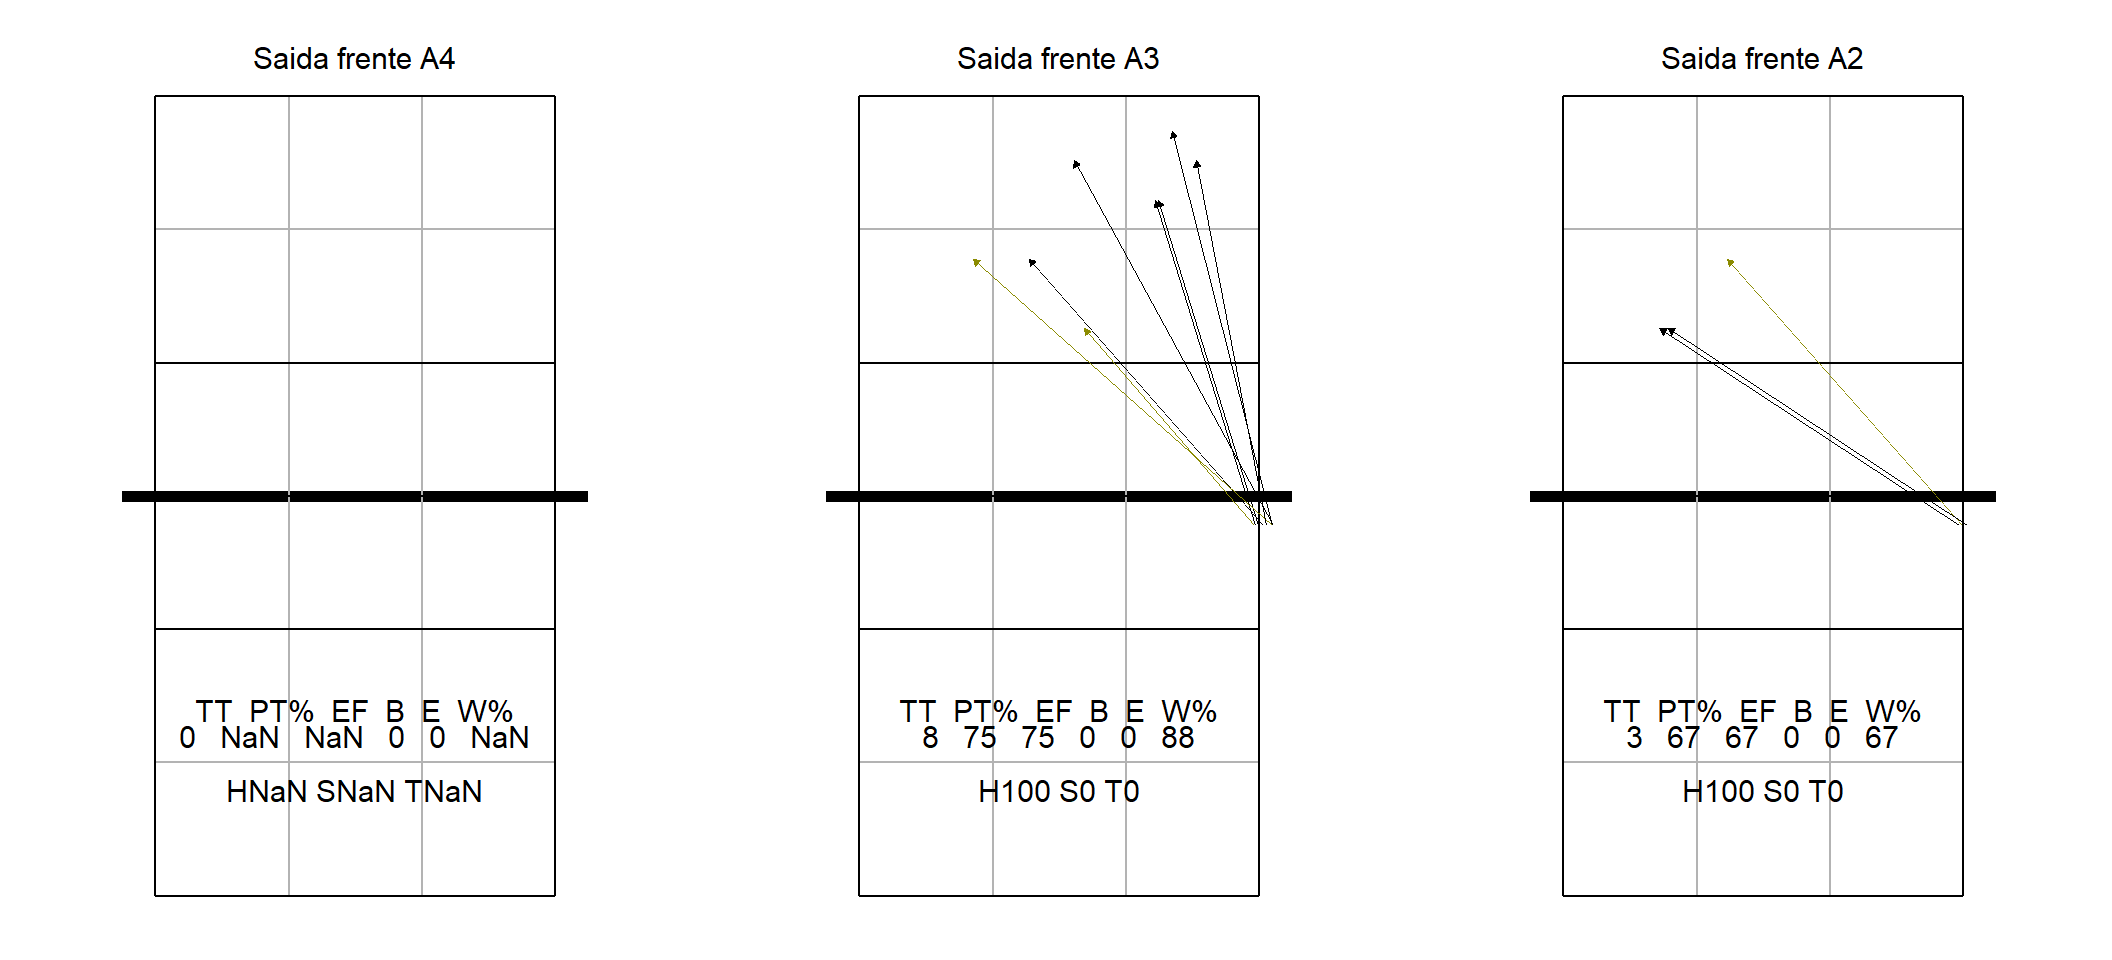 Saida frente A4
TT PT% EF B E W%
0 NaN NaN 0 0 NaN
HNaN SNaN TNaN
Saida frente A3
TT PT% EF B E W%
8 75 75 0 0 88
H100 S0 T0
Saida frente A2
TT PT% EF B E W%
3 67 67 0 0 67
H100 S0 T0